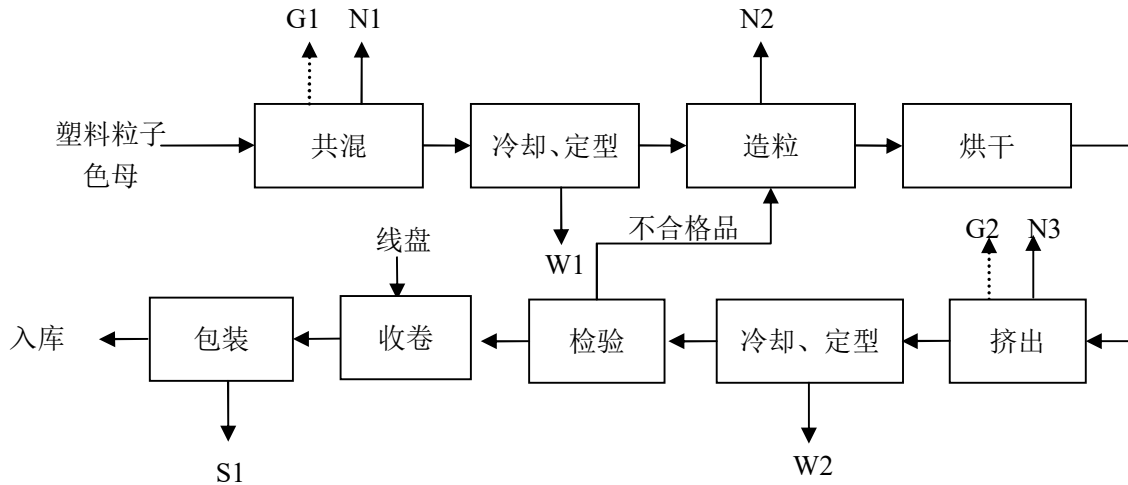 G1
N1
N2
塑料粒子
色母
共混
冷却、定型
造粒
烘干
W1
不合格品
线盘
G2
N3
入库
包装
收卷
检验
冷却、定型
挤出
S1
W2